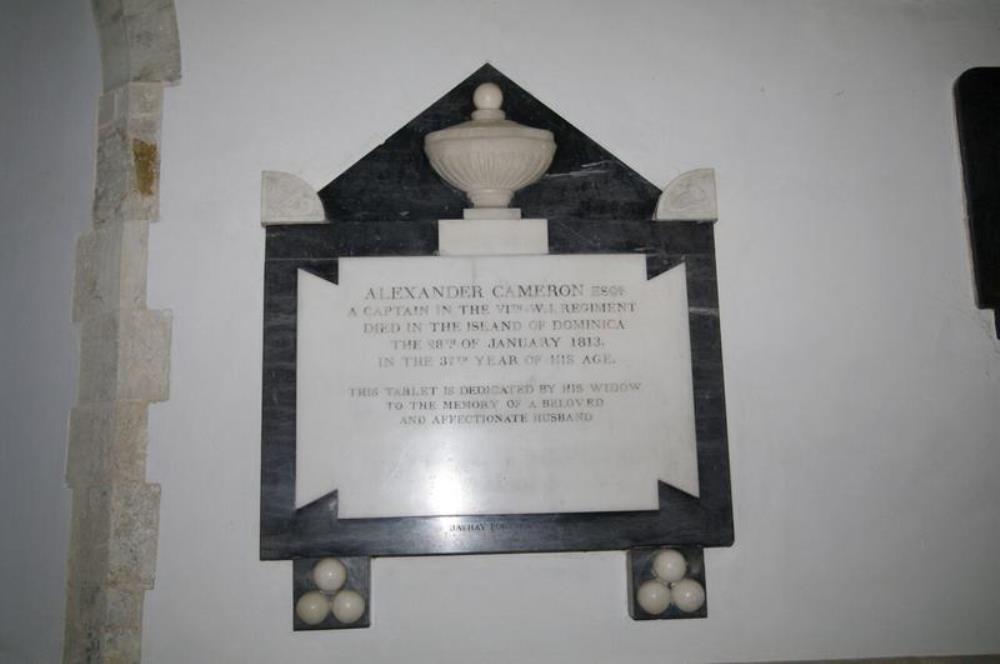 ALEXANDER CAMERON ESQR
A CAPTAIN IN THE VITH W.I. REGIMENT
DIED IN THE ISLAND OF DOMINICA
THE 28TH OF JANUARY 1813.
IN THE 37TH YEAR OF HIS AGE.
THIS TABLET IS DEDICATED BY HIS WIDOW
TO THE MEMORY OF A BELOVED
AND AFFECTIONATE HUSBAND